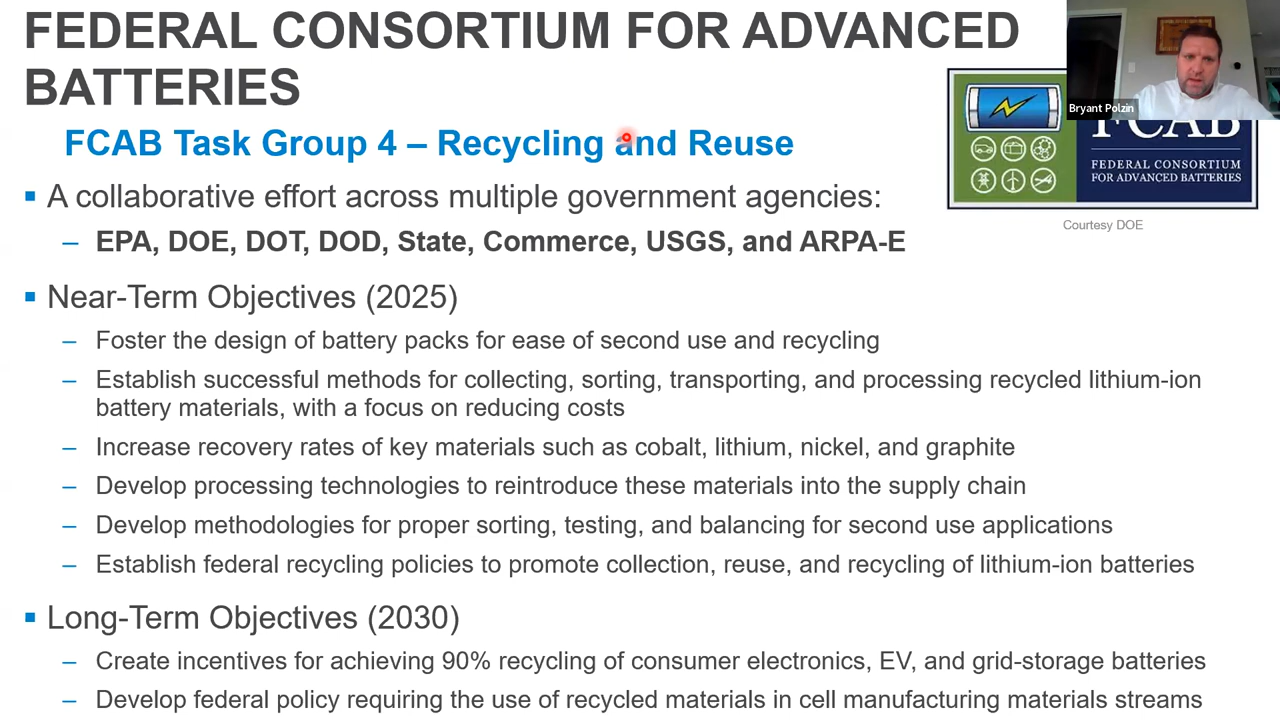 FEDERAL CONSORTIUM FOR ADVANCED
BATTERIES
Bryant Polzin
FCAB
FEDERAL CONSORTIUM
FOR ADVANCED BATTERIES
Courtesy DOE
FCAB Task Group 4 – Recycling and Reuse
▪ A collaborative effort across multiple government agencies:
– EPA, DOE, DOT, DOD, State, Commerce, USGS, and ARPA-E
▪ Near-Term Objectives (2025)
– Foster the design of battery packs for ease of second use and recycling
– Establish successful methods for collecting, sorting, transporting, and processing recycled lithium-ion
battery materials, with a focus on reducing costs
– Increase recovery rates of key materials such as cobalt, lithium, nickel, and graphite
– Develop processing technologies to reintroduce these materials into the supply chain
– Develop methodologies for proper sorting, testing, and balancing for second use applications
– Establish federal recycling policies to promote collection, reuse, and recycling of lithium-ion batteries
▪ Long-Term Objectives (2030)
– Create incentives for achieving 90% recycling of consumer electronics, EV, and grid-storage batteries
– Develop federal policy requiring the use of recycled materials in cell manufacturing materials streams